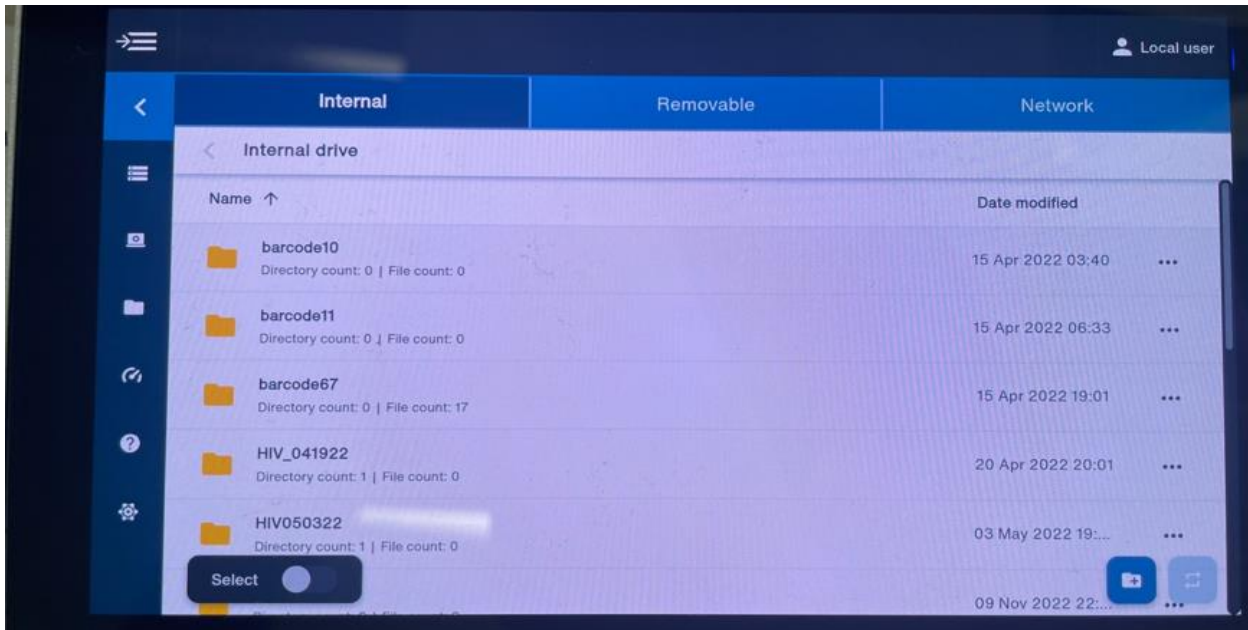 Local user
Internal Removable Network
Internal drive
Name Date modified
barcode10
Directory count: 0 | File count: 0
15 Apr 2022 03:40
barcode11
Directory count: 0 | File count: 0
15 Apr 2022 06:33
barcode67
Directory count: 0 | File count: 17
15 Apr 2022 19:01
HIV_041922
Directory count: 1 | File count: 0
20 Apr 2022 20:01
HIV050322
Directory count: 1 | File count: 0
03 May 2022 19:...
Select
09 Nov 2022 22:...